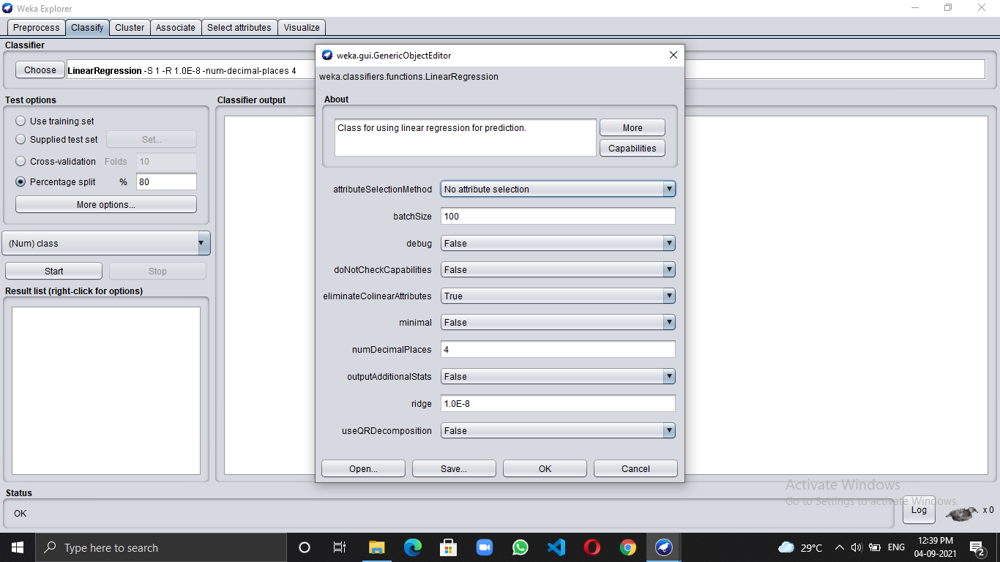 Weka Explorer
Preprocess Classify Cluster Associate Select attributes Visualize
Classifier
Choose LinearRegression -S 1 -R 1.0E-8 -num-decimal-places 4
Test options
Use training set
Supplied test set Set...
Cross-validation Folds 10
Percentage split % 80
More options...
(Num) class
Start Stop
Result list (right-click for options)
Classifier output
weka.gui.GenericObjectEditor
weka.classifiers.functions.LinearRegression
About
Class for using linear regression for prediction.
More
Capabilities
attributeSelectionMethod No attribute selection
batchSize 100
debug False
doNotCheckCapabilities False
eliminateColinearAttributes True
minimal False
numDecimalPlaces 4
outputAdditionalStats False
ridge 1.0E-8
useQRDecomposition False
Open... Save... OK Cancel
Activate Windows
Go to Settings to activate Windows.
Status
OK
Log x 0
Type here to search
29°C ENG 12:39 PM
04-09-2021
2